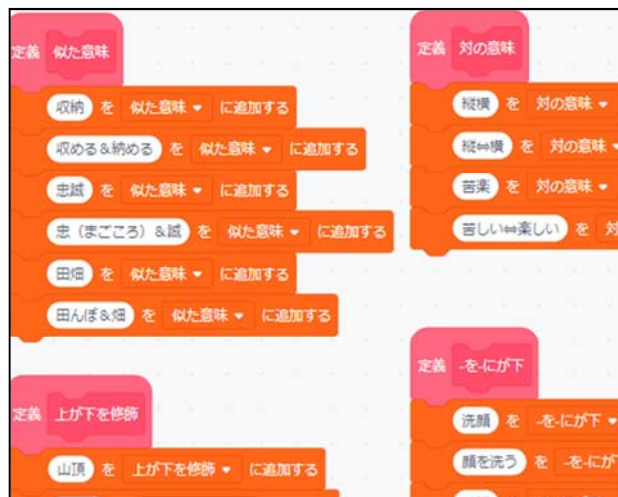 定義 似た意味
収納 を 似た意味 に追加する
収める&納める を 似た意味 に追加する
忠誠 を 似た意味 に追加する
忠（まごころ）&誠 を 似た意味 に追加する
田畑 を 似た意味 に追加する
田んぼ&畑 を 似た意味 に追加する
定義 対の意味
縦横 を 対の意味
縦⇔横 を 対の意味
苦楽 を 対の意味
苦しい⇔楽しい を 対
定義 上が下を修飾
山頂 を 上が下を修飾 に追加する
定義 -を-にが下
洗顔 を -を-にが下
顔を洗う を -を-にが下